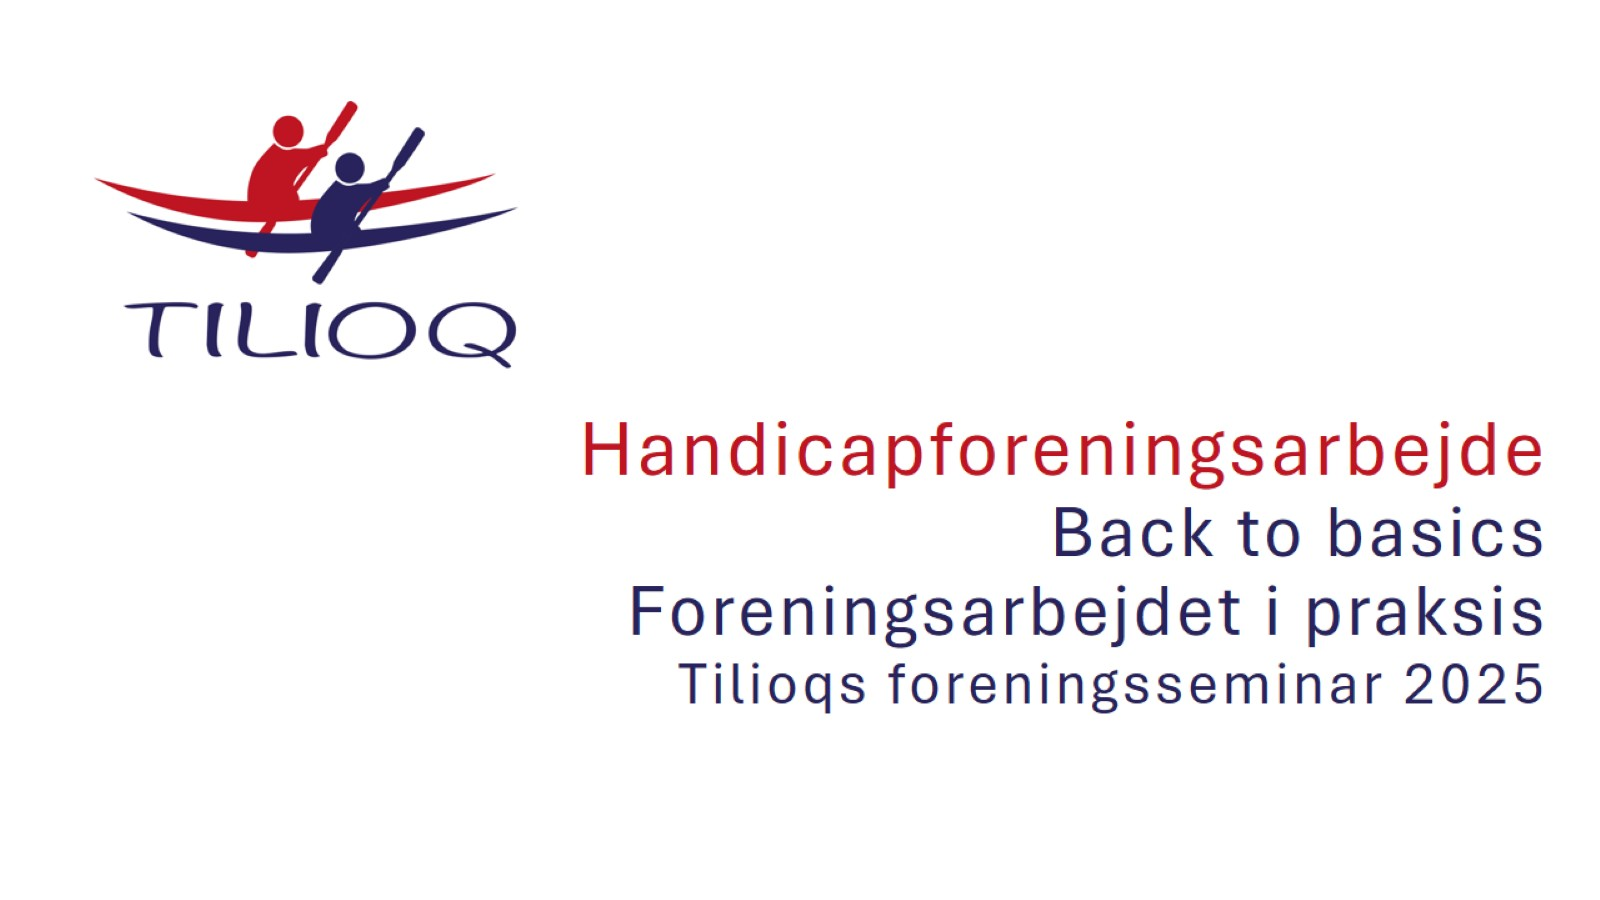 TILIOQ
Handicapforeningsarbejde
Back to basics
Foreningsarbejdet i praksis
Tilioqs foreningsseminar 2025